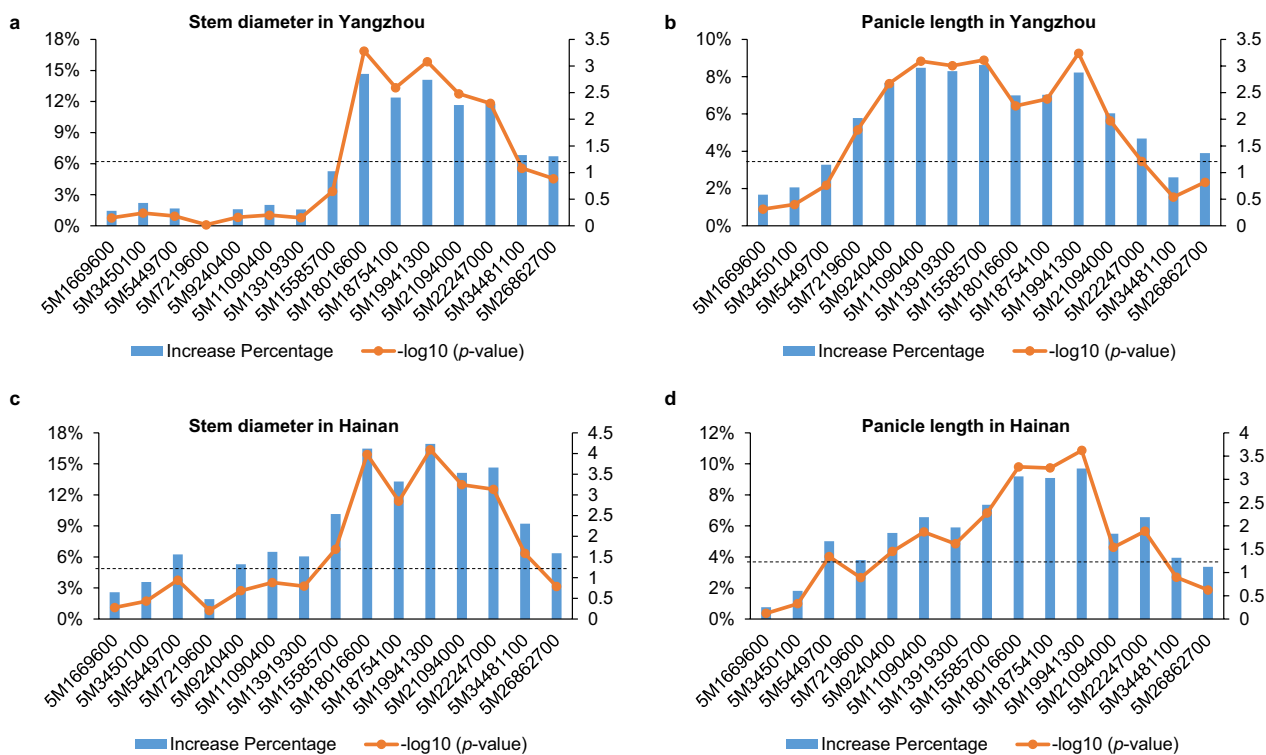 a
Stem diameter in Yangzhou
18%
15%
12%
9%
6%
3%
0%
3.5
3
2.5
2
1.5
1
0.5
0
5M1669600
5M3450100
5M5449700
5M7219600
5M9240400
5M11090400
5M13919300
5M15585700
5M18016600
5M18754100
5M19941300
5M21094000
5M22247000
5M34481100
5M26862700
Increase Percentage
-log10 (p-value)
b
Panicle length in Yangzhou
10%
8%
6%
4%
2%
0%
3.5
3
2.5
2
1.5
1
0.5
0
5M1669600
5M3450100
5M5449700
5M7219600
5M9240400
5M11090400
5M13919300
5M15585700
5M18016600
5M18754100
5M19941300
5M21094000
5M22247000
5M34481100
5M26862700
Increase Percentage
-log10 (p-value)
c
Stem diameter in Hainan
18%
15%
12%
9%
6%
3%
0%
4.5
4
3.5
3
2.5
2
1.5
1
0.5
0
5M1669600
5M3450100
5M5449700
5M7219600
5M9240400
5M11090400
5M13919300
5M15585700
5M18016600
5M18754100
5M19941300
5M21094000
5M22247000
5M34481100
5M26862700
Increase Percentage
-log10 (p-value)
d
Panicle length in Hainan
12%
10%
8%
6%
4%
2%
0%
4
3.5
3
2.5
2
1.5
1
0.5
0
5M1669600
5M3450100
5M5449700
5M7219600
5M9240400
5M11090400
5M13919300
5M15585700
5M18016600
5M18754100
5M19941300
5M21094000
5M22247000
5M34481100
5M26862700
Increase Percentage
-log10 (p-value)